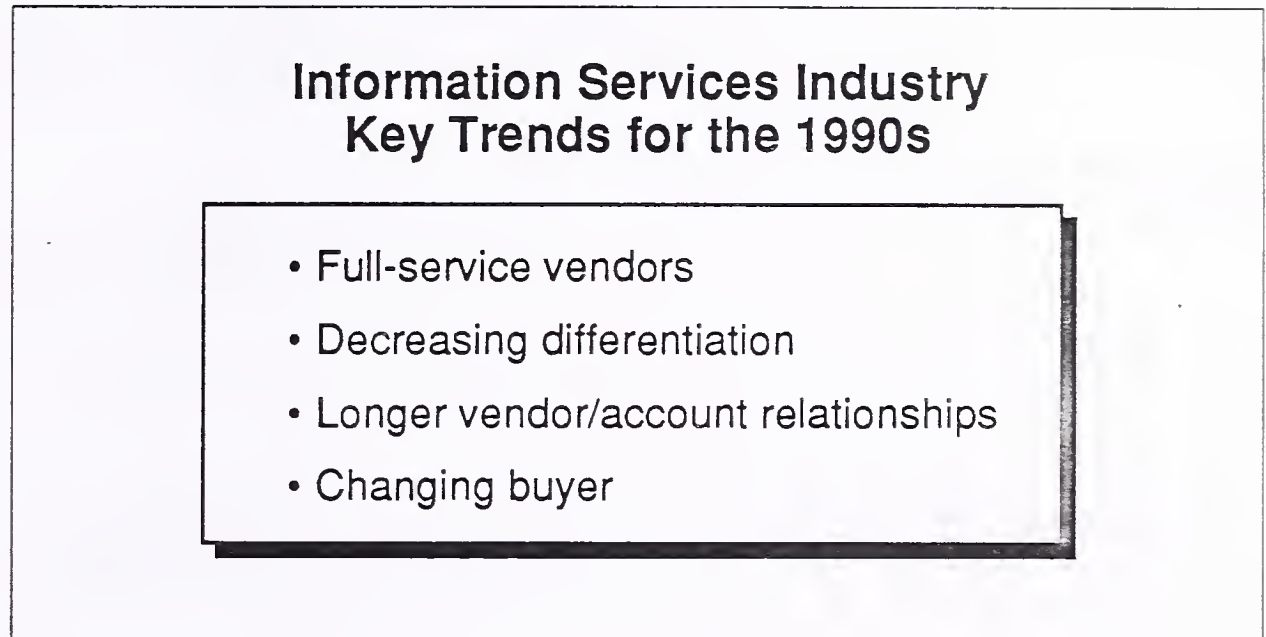 Information Services Industry
Key Trends for the 1990s
• Full-service vendors
• Decreasing differentiation
• Longer vendor/account relationships
• Changing buyer